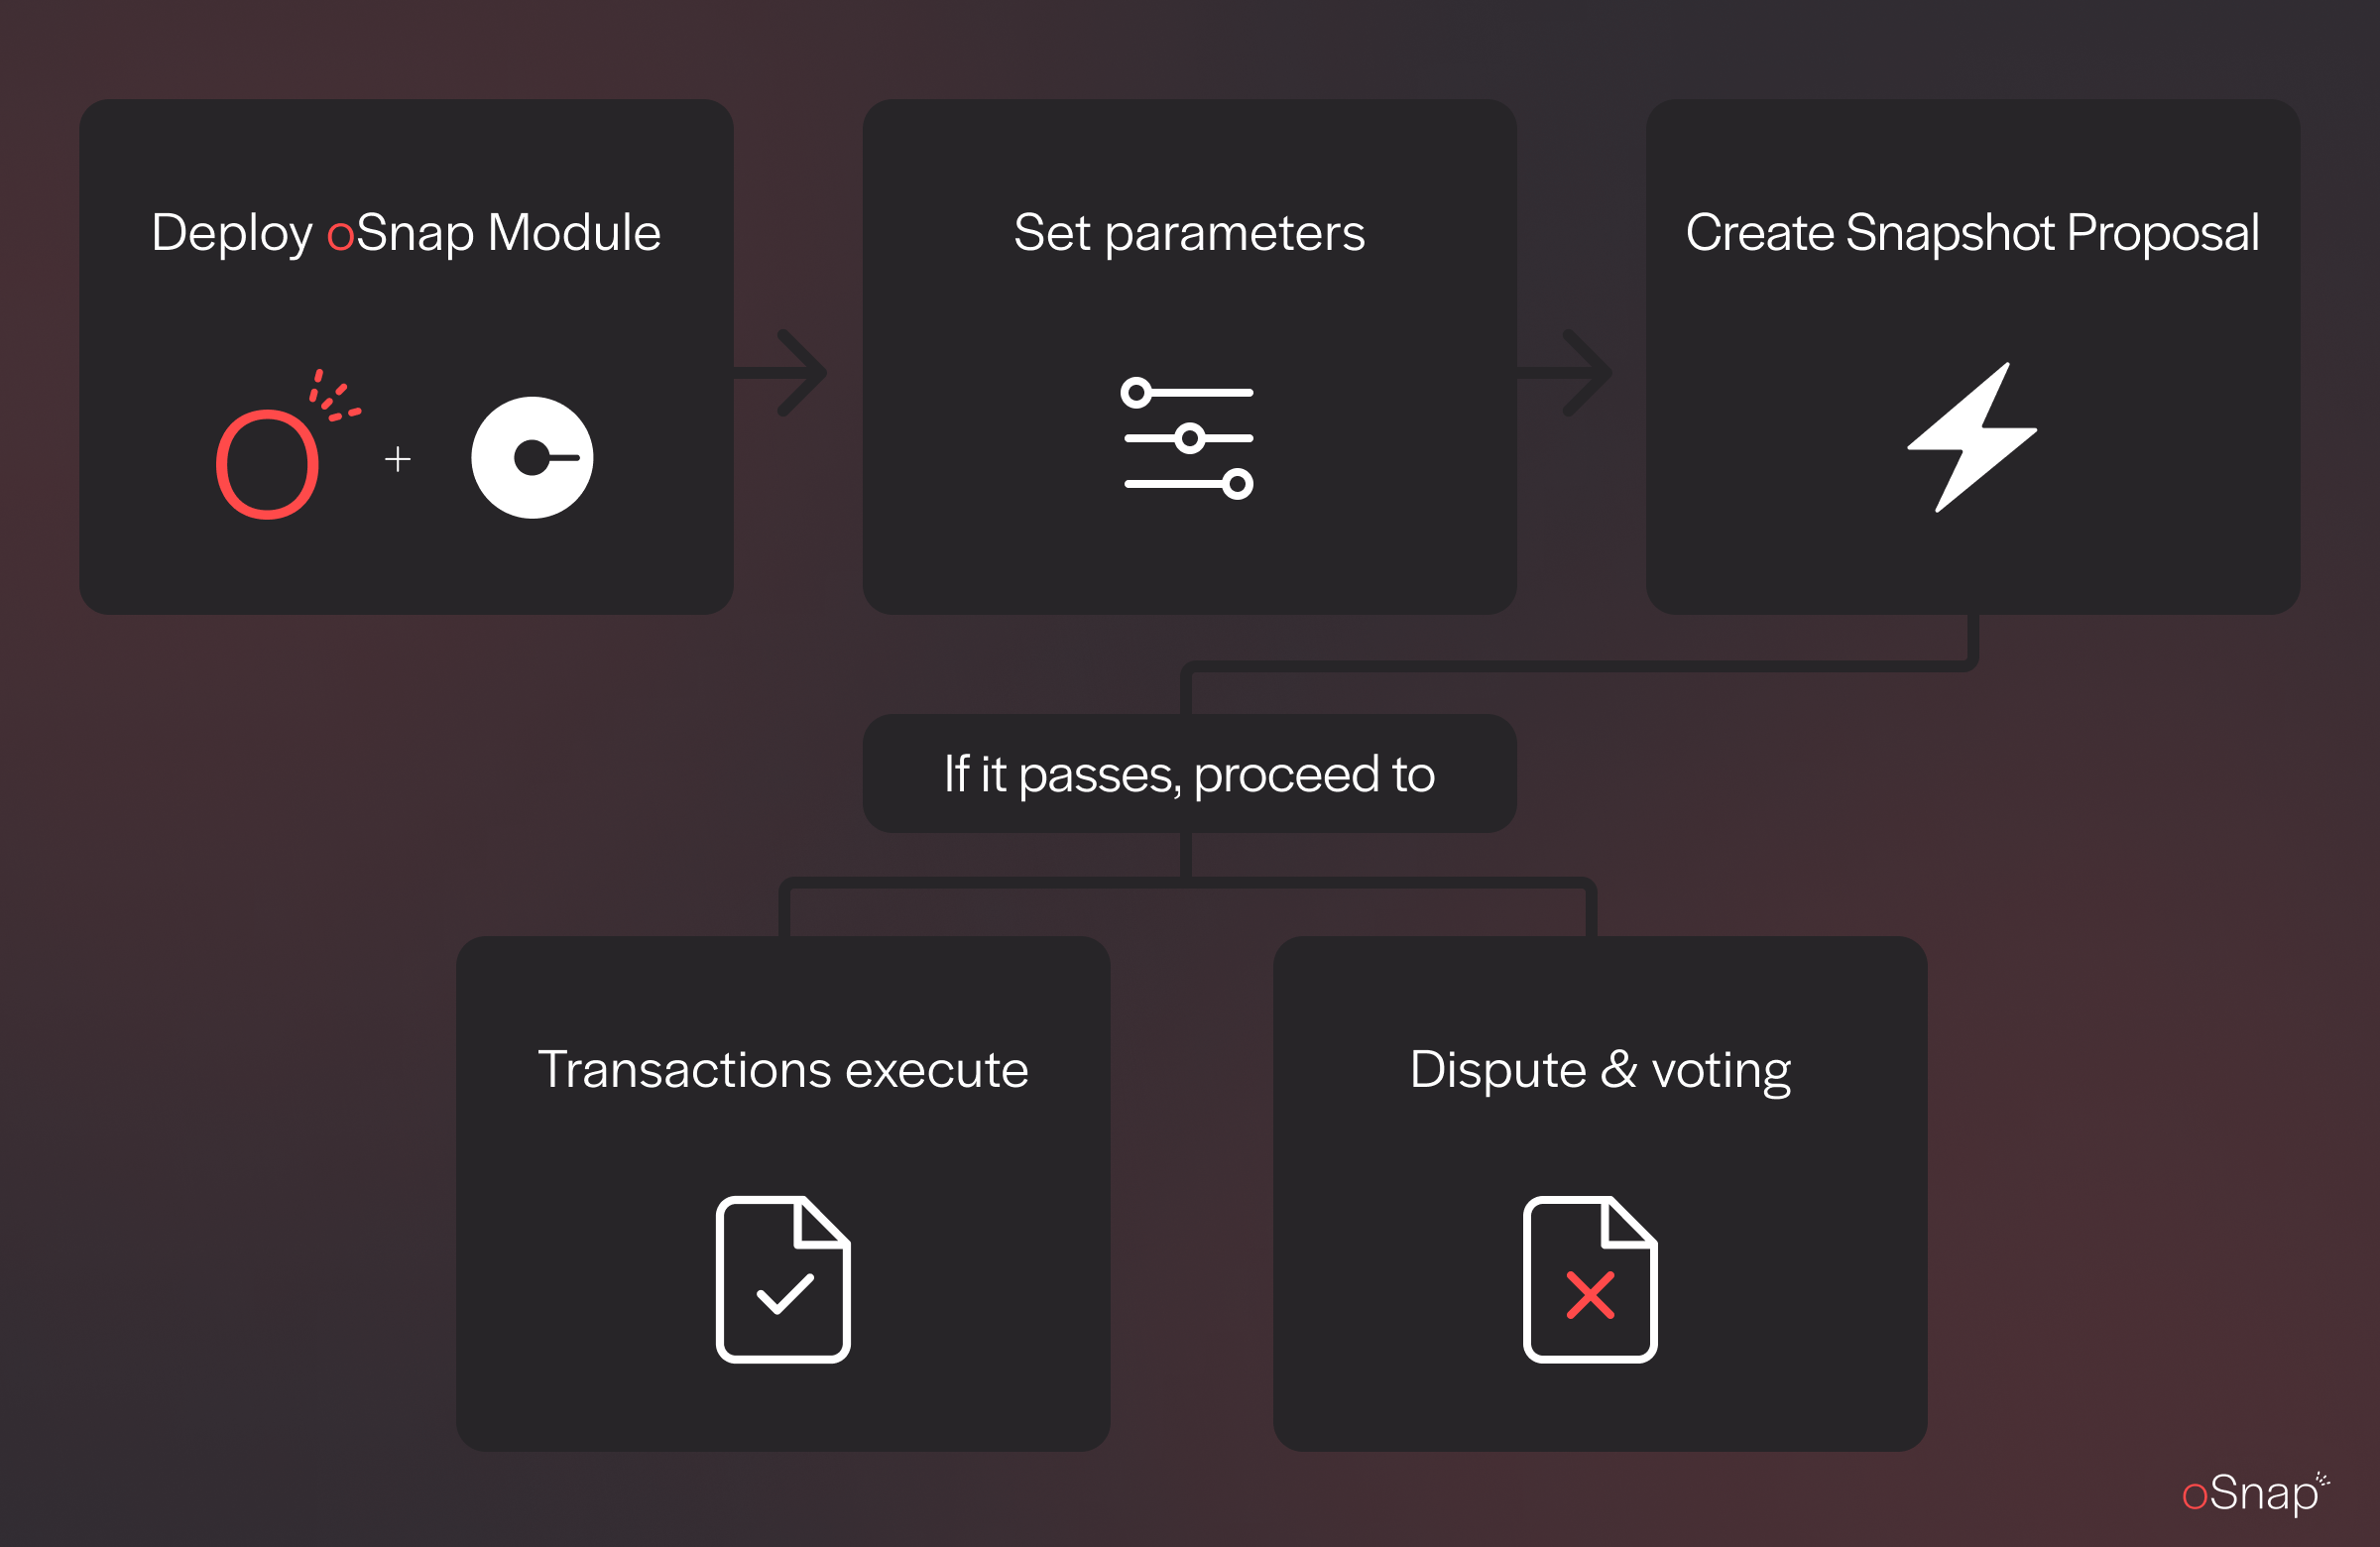 Deploy oSnap Module
Set parameters
Create Snapshot Proposal
If it passes, proceed to
Transactions execute
Dispute & voting
oSnap